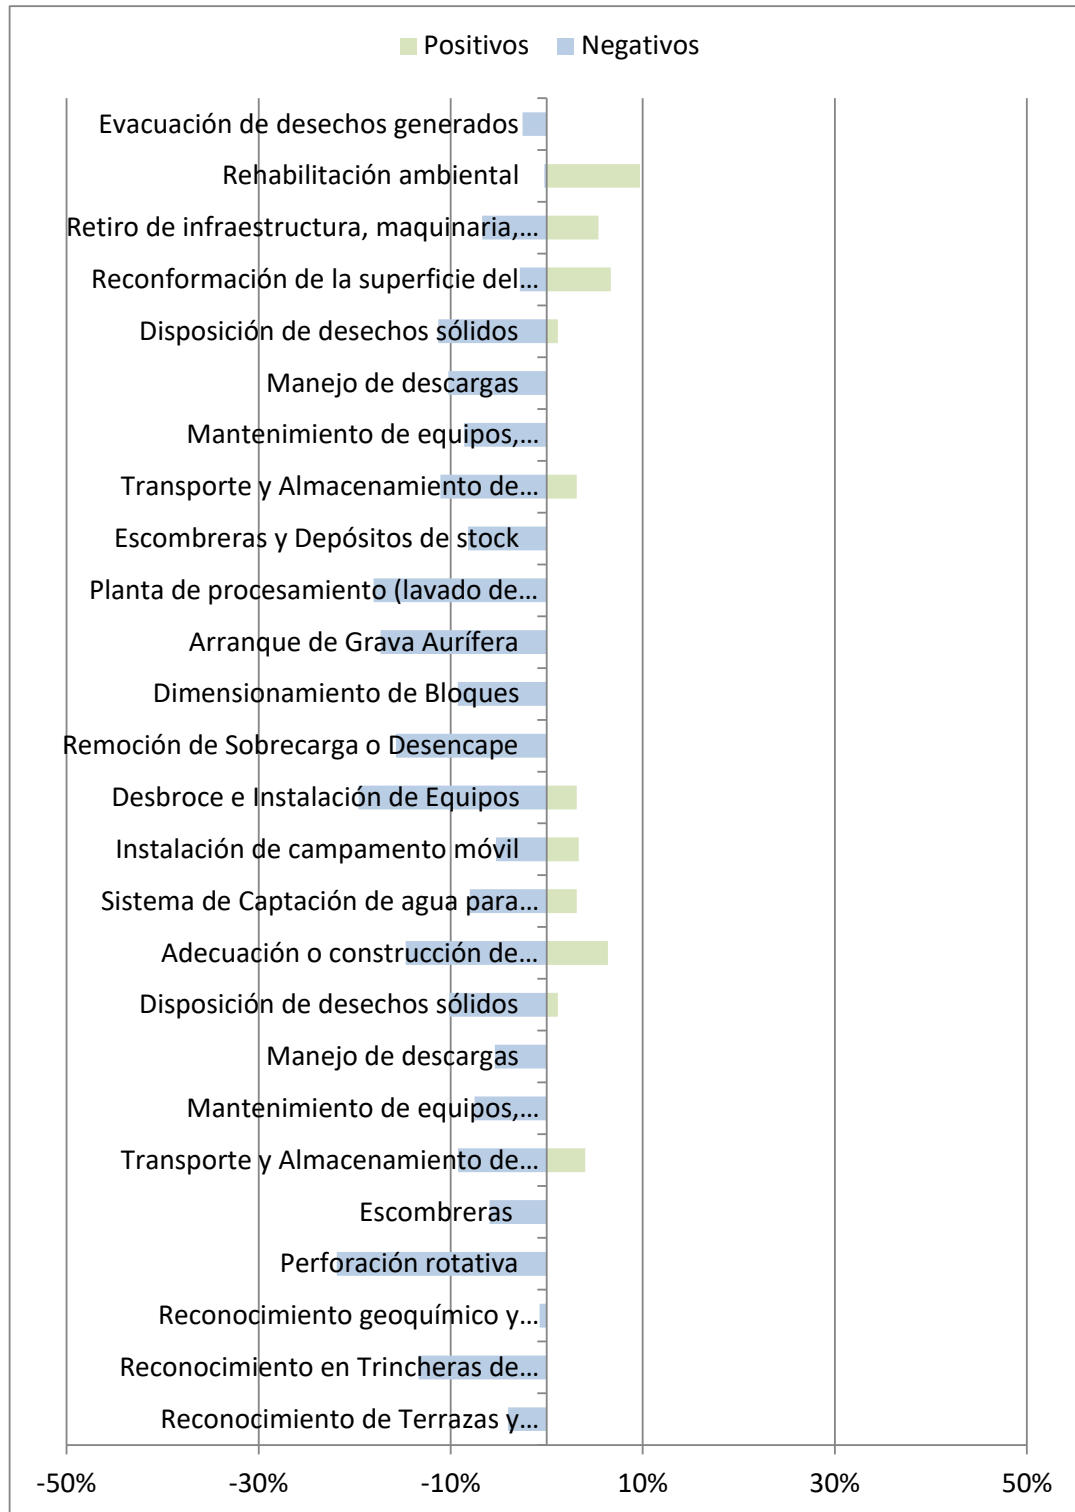 Positivos Negativos
Evacuación de desechos generados
Rehabilitación ambiental
Retiro de infraestructura, maquinaria,...
Reconformación de la superficie del...
Disposición de desechos sólidos
Manejo de descargas
Mantenimiento de equipos,...
Transporte y Almacenamiento de...
Escombreras y Depósitos de stock
Planta de procesamiento (lavado de...
Arranque de Grava Aurífera
Dimensionamiento de Bloques
Remoción de Sobrecarga o Desencape
Desbroce e Instalación de Equipos
Instalación de campamento móvil
Sistema de Captación de agua para...
Adecuación o construcción de...
Disposición de desechos sólidos
Manejo de descargas
Mantenimiento de equipos,...
Transporte y Almacenamiento de...
Escombreras
Perforación rotativa
Reconocimiento geoquímico y...
Reconocimiento en Trincheras de...
Reconocimiento de Terrazas y...
-50% -30% -10% 10% 30% 50%